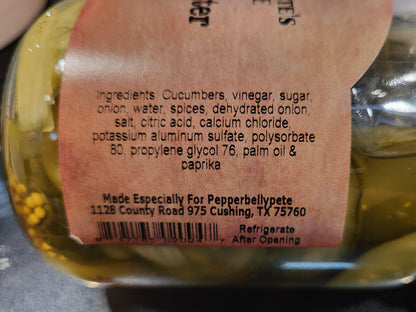 Ingredients: Cucumbers, vinegar, sugar,
onion, water, spices, dehydrated onion,
salt, citric acid, calcium chloride,
potassium aluminum sulfate, polysorbate
80, propylene glycol 76, palm oil &
paprika
Made Especially For Pepperbellypete
1128 County Road 975 Cushing, TX 75760
Refrigerate
After Opening